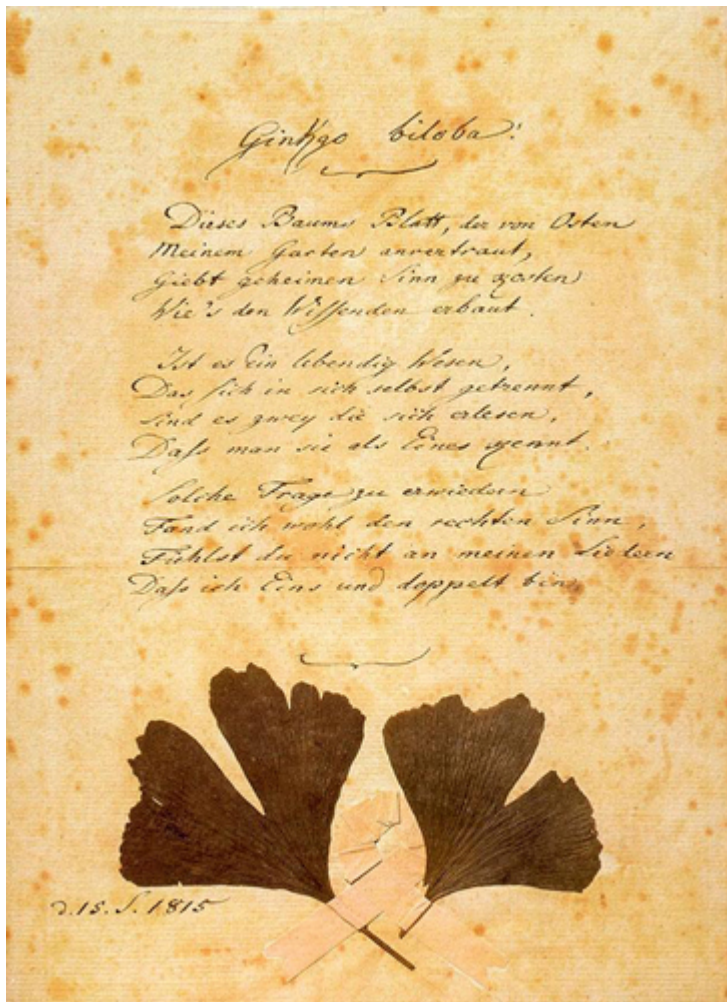 Ginkgo biloba.
Dieses Baums Blatt, der von Osten
Meinem Garten anvertraut,
Giebt geheimen Sinn zu kosten
Wie's den Wissenden erbaut.
Ist es Ein lebendig Wesen,
Das sich in sich selbst getrennt,
Sind es zwey die sich erlesen,
Dass man sie als Eines kennt.
Solche Frage zu erwiedern
Fand ich wohl den rechten Sinn,
Fühlst du nicht an meinen Liedern
Dass ich Eins und doppelt bin.
d. 15. S. 1815